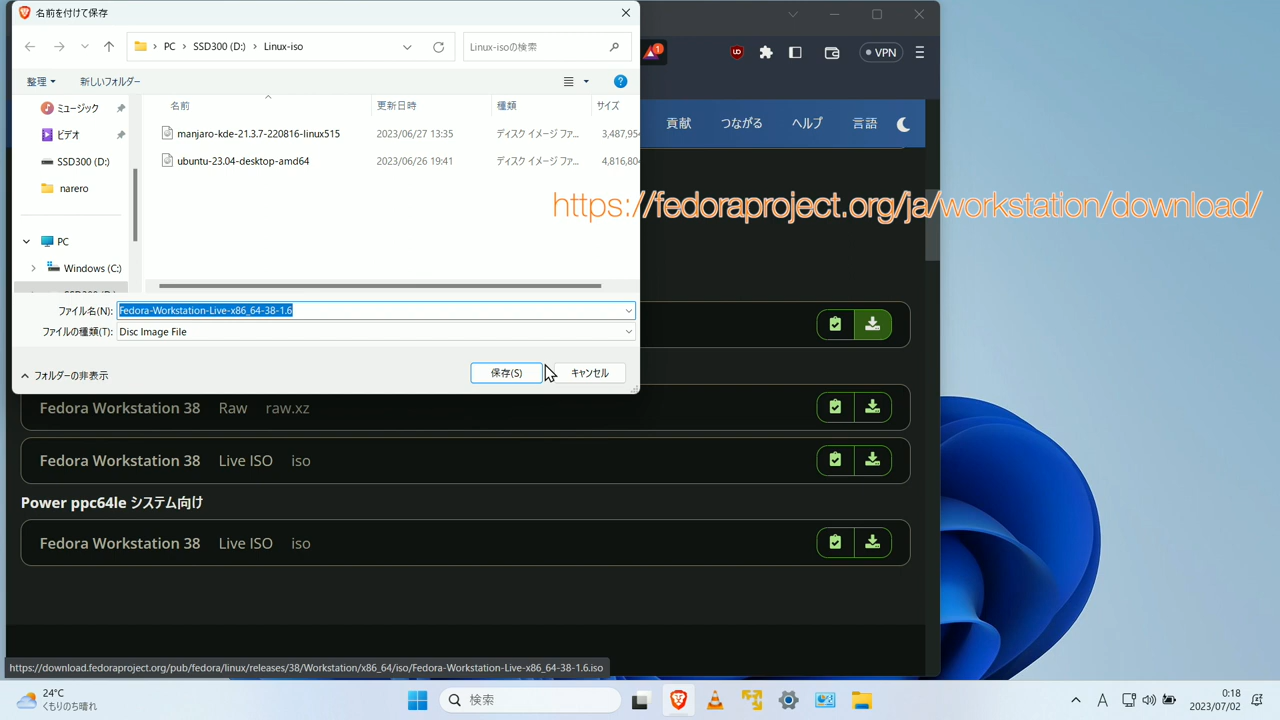 名前を付けて保存
PC > SSD300 (D:) > Linux-iso
Linux-isoの検索
1
VPN
整理
新しいフォルダー
ミュージック
ビデオ
SSD300 (D:)
narero
PC
Windows (C:)
名前
更新日時
種類
サイズ
manjaro-kde-21.3.7-220816-linux515
2023/06/27 13:35
ディスク イメージ ファ...
3,487,954
ubuntu-23.04-desktop-amd64
2023/06/26 19:41
ディスク イメージ ファ...
4,816,804
貢献
つながる
ヘルプ
言語
https://fedoraproject.org/ja/workstation/download/
ファイル名(N):
Fedora-Workstation-Live-x86_64-38-1.6
ファイルの種類(T):
Disc Image File
フォルダーの非表示
保存(S)
キャンセル
Fedora Workstation 38 Raw raw.xz
Fedora Workstation 38 Live ISO iso
Power ppc64le システム向け
Fedora Workstation 38 Live ISO iso
https://download.fedoraproject.org/pub/fedora/linux/releases/38/Workstation/x86_64/iso/Fedora-Workstation-Live-x86_64-38-1.6.iso
24°C
くもりのち晴れ
検索
A
0:18
2023/07/02